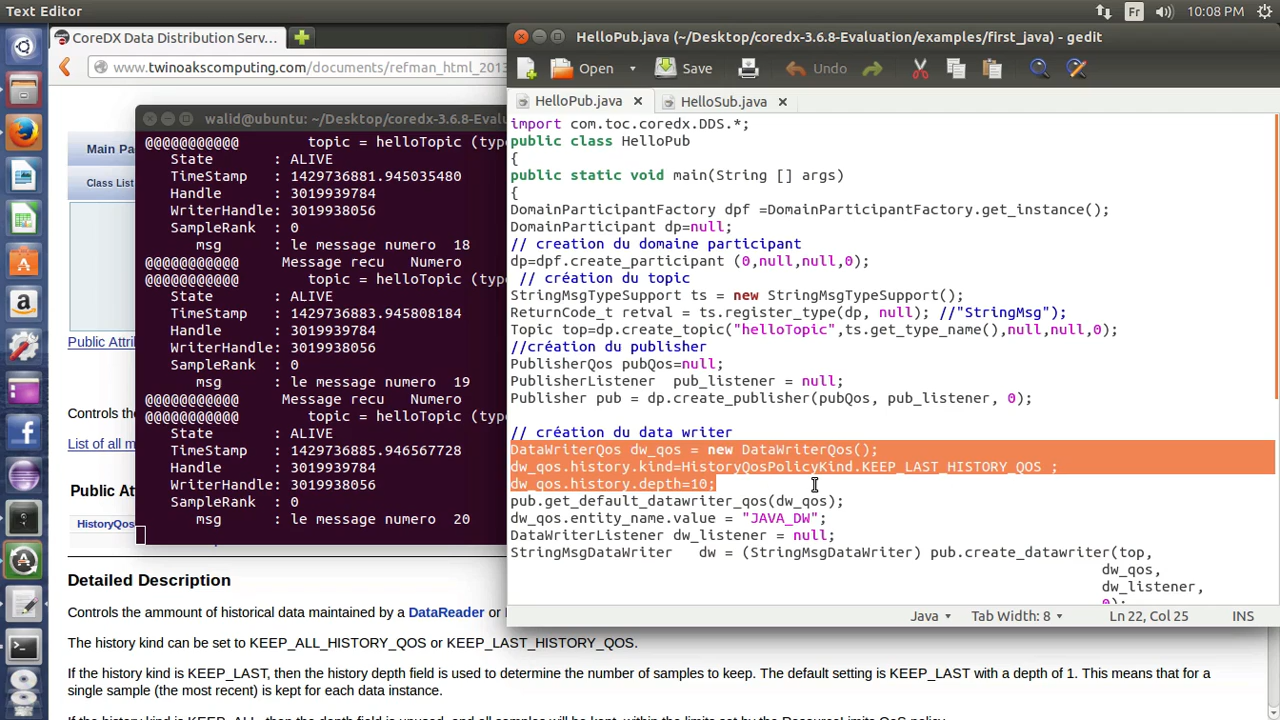 Text Editor
Fr
10:08 PM
CoreDX Data Distribution Serv...
www.twinoakscomputing.com/documents/refman_html_2013
Main Pa
Class List
Public Attri
Controls the
List of all m
Public Attrib
HistoryQos
Detailed Description
Controls the ammount of historical data maintained by a DataReader or
The history kind can be set to KEEP_ALL_HISTORY_QOS or KEEP_LAST_HISTORY_QOS.
If the history kind is KEEP_LAST, then the history depth field is used to determine the number of samples to keep. The default setting is KEEP_LAST with a depth of 1. This means that for a
single sample (the most recent) is kept for each data instance.
walid@ubuntu: ~/Desktop/coredx-3.6.8-Evalu
@@@@@@@@@@@ topic = helloTopic (typ
State : ALIVE
TimeStamp : 1429736881.945035480
Handle : 3019939784
WriterHandle: 3019938056
SampleRank : 0
msg : le message numero 18
@@@@@@@@@@@ Message recu Numero
@@@@@@@@@@@ topic = helloTopic (typ
State : ALIVE
TimeStamp : 1429736883.945808184
Handle : 3019939784
WriterHandle: 3019938056
SampleRank : 0
msg : le message numero 19
@@@@@@@@@@@ Message recu Numero
@@@@@@@@@@@ topic = helloTopic (typ
State : ALIVE
TimeStamp : 1429736885.946567728
Handle : 3019939784
WriterHandle: 3019938056
SampleRank : 0
msg : le message numero 20
HelloPub.java (~/Desktop/coredx-3.6.8-Evaluation/examples/first_java) - gedit
Open Save Undo
HelloPub.java HelloSub.java
import com.toc.coredx.DDS.*;
public class HelloPub
{
public static void main(String [] args)
{
DomainParticipantFactory dpf =DomainParticipantFactory.get_instance();
DomainParticipant dp=null;
// creation du domaine participant
dp=dpf.create_participant (0,null,null,0);
// création du topic
StringMsgTypeSupport ts = new StringMsgTypeSupport();
ReturnCode_t retval = ts.register_type(dp, null); //"StringMsg");
Topic top=dp.create_topic("helloTopic",ts.get_type_name(),null,null,0);
//création du publisher
PublisherQos pubQos=null;
PublisherListener pub_listener = null;
Publisher pub = dp.create_publisher(pubQos, pub_listener, 0);
// création du data writer
DataWriterQos dw_qos = new DataWriterQos();
dw_qos.history.kind=HistoryQosPolicyKind.KEEP_LAST_HISTORY_QOS ;
dw_qos.history.depth=10;
pub.get_default_datawriter_qos(dw_qos);
dw_qos.entity_name.value = "JAVA_DW";
DataWriterListener dw_listener = null;
StringMsgDataWriter dw = (StringMsgDataWriter) pub.create_datawriter(top,
dw_qos,
dw_listener,
0);
Java Tab Width: 8 Ln 22, Col 25 INS